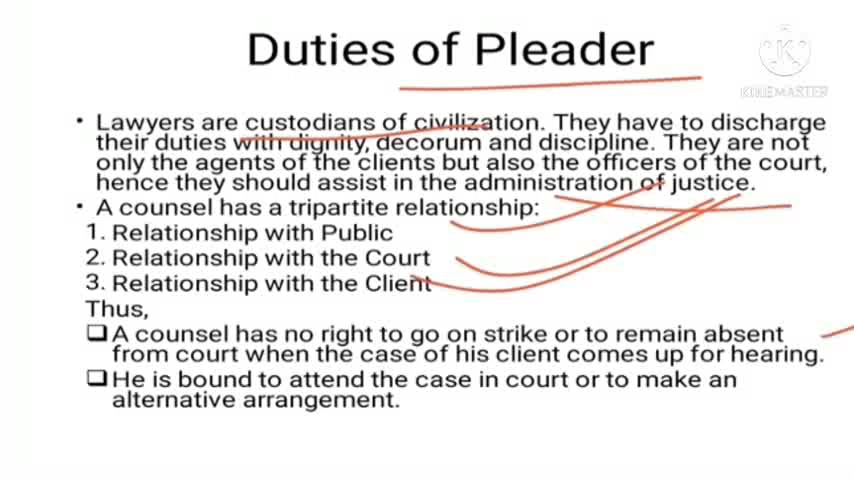 Duties of Pleader
KINEMASTER
• Lawyers are custodians of civilization. They have to discharge
their duties with dignity, decorum and discipline. They are not
only the agents of the clients but also the officers of the court,
hence they should assist in the administration of justice.
• A counsel has a tripartite relationship:
1. Relationship with Public
2. Relationship with the Court
3. Relationship with the Client
Thus,
❑ A counsel has no right to go on strike or to remain absent
from court when the case of his client comes up for hearing.
❑ He is bound to attend the case in court or to make an
alternative arrangement.